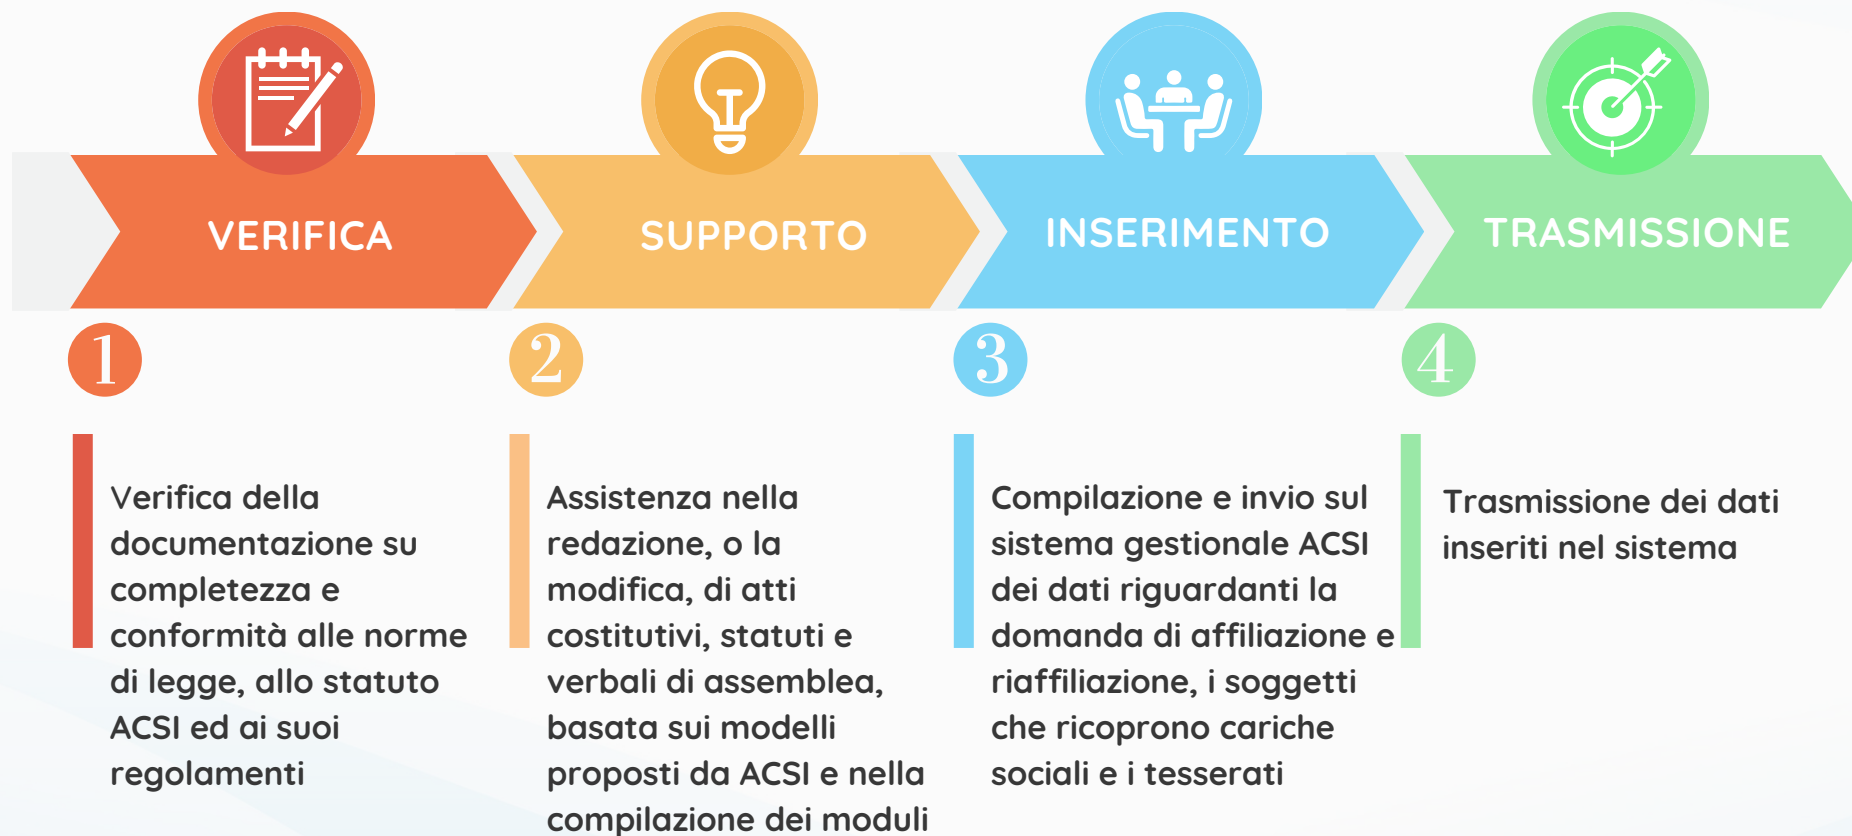 VERIFICA
SUPPORTO
INSERIMENTO
TRASMISSIONE
1
2
3
4
Verifica della
documentazione su
completezza e
conformità alle norme
di legge, allo statuto
ACSI ed ai suoi
regolamenti
Assistenza nella
redazione, o la
modifica, di atti
costitutivi, statuti e
verbali di assemblea,
basata sui modelli
proposti da ACSI e nella
compilazione dei moduli
Compilazione e invio sul
sistema gestionale ACSI
dei dati riguardanti la
domanda di affiliazione e
riaffiliazione, i soggetti
che ricoprono cariche
sociali e i tesserati
Trasmissione dei dati
inseriti nel sistema